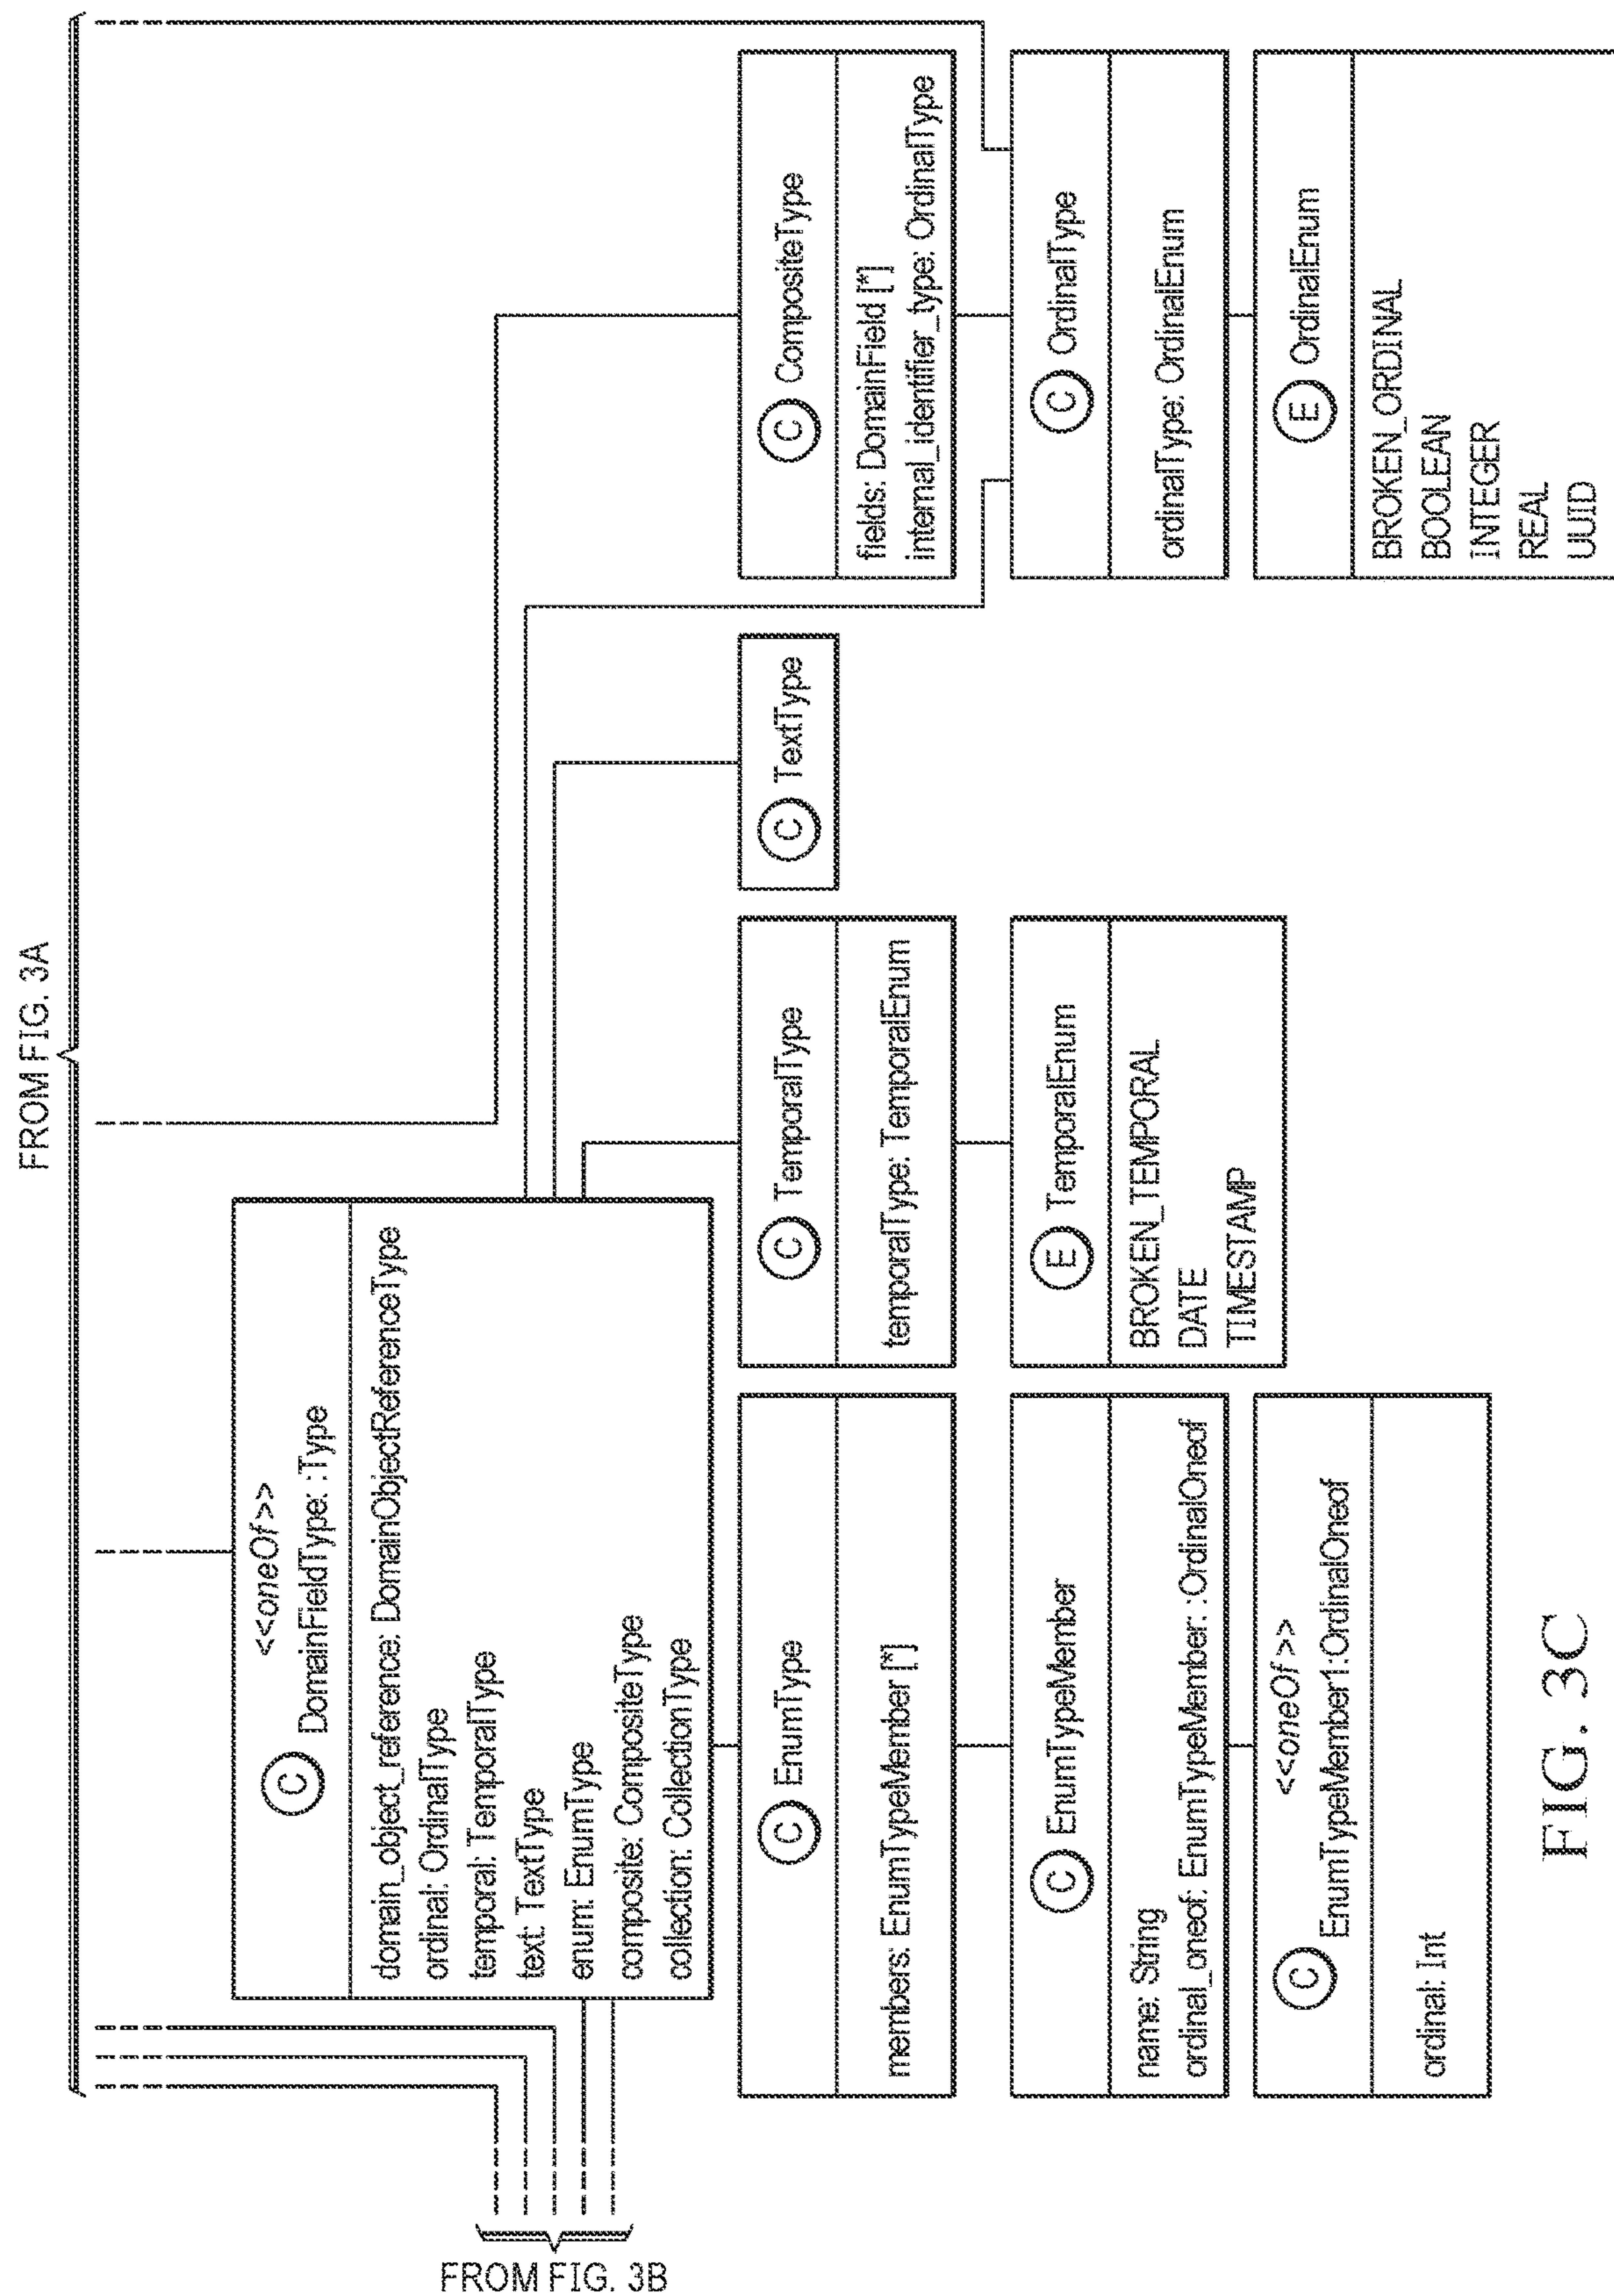 FROM FIG. 3A
<<oneOf>>
C DomainFieldType: :Type
domain_object_reference: DomainObjectReferenceType
ordinal: OrdinalType
temporal: TemporalType
text: TextType
enum: EnumType
composite: CompositeType
collection: CollectionType
FROM FIG. 3B
C EnumType
members: EnumTypeMember [*]
C TemporalType
temporalType: TemporalEnum
C TextType
C CompositeType
fields: DomainField [*]
internal_identifier_type: OrdinalType
C EnumTypeMember
name: String
ordinal_oneof: EnumTypeMember: :OrdinalOneof
E TemporalEnum
BROKEN_TEMPORAL
DATE
TIMESTAMP
C OrdinalType
ordinalType: OrdinalEnum
<<oneOf>>
C EnumTypeMember1:OrdinalOneof
ordinal: Int
E OrdinalEnum
BROKEN_ORDINAL
BOOLEAN
INTEGER
REAL
UUID
FIG. 3C